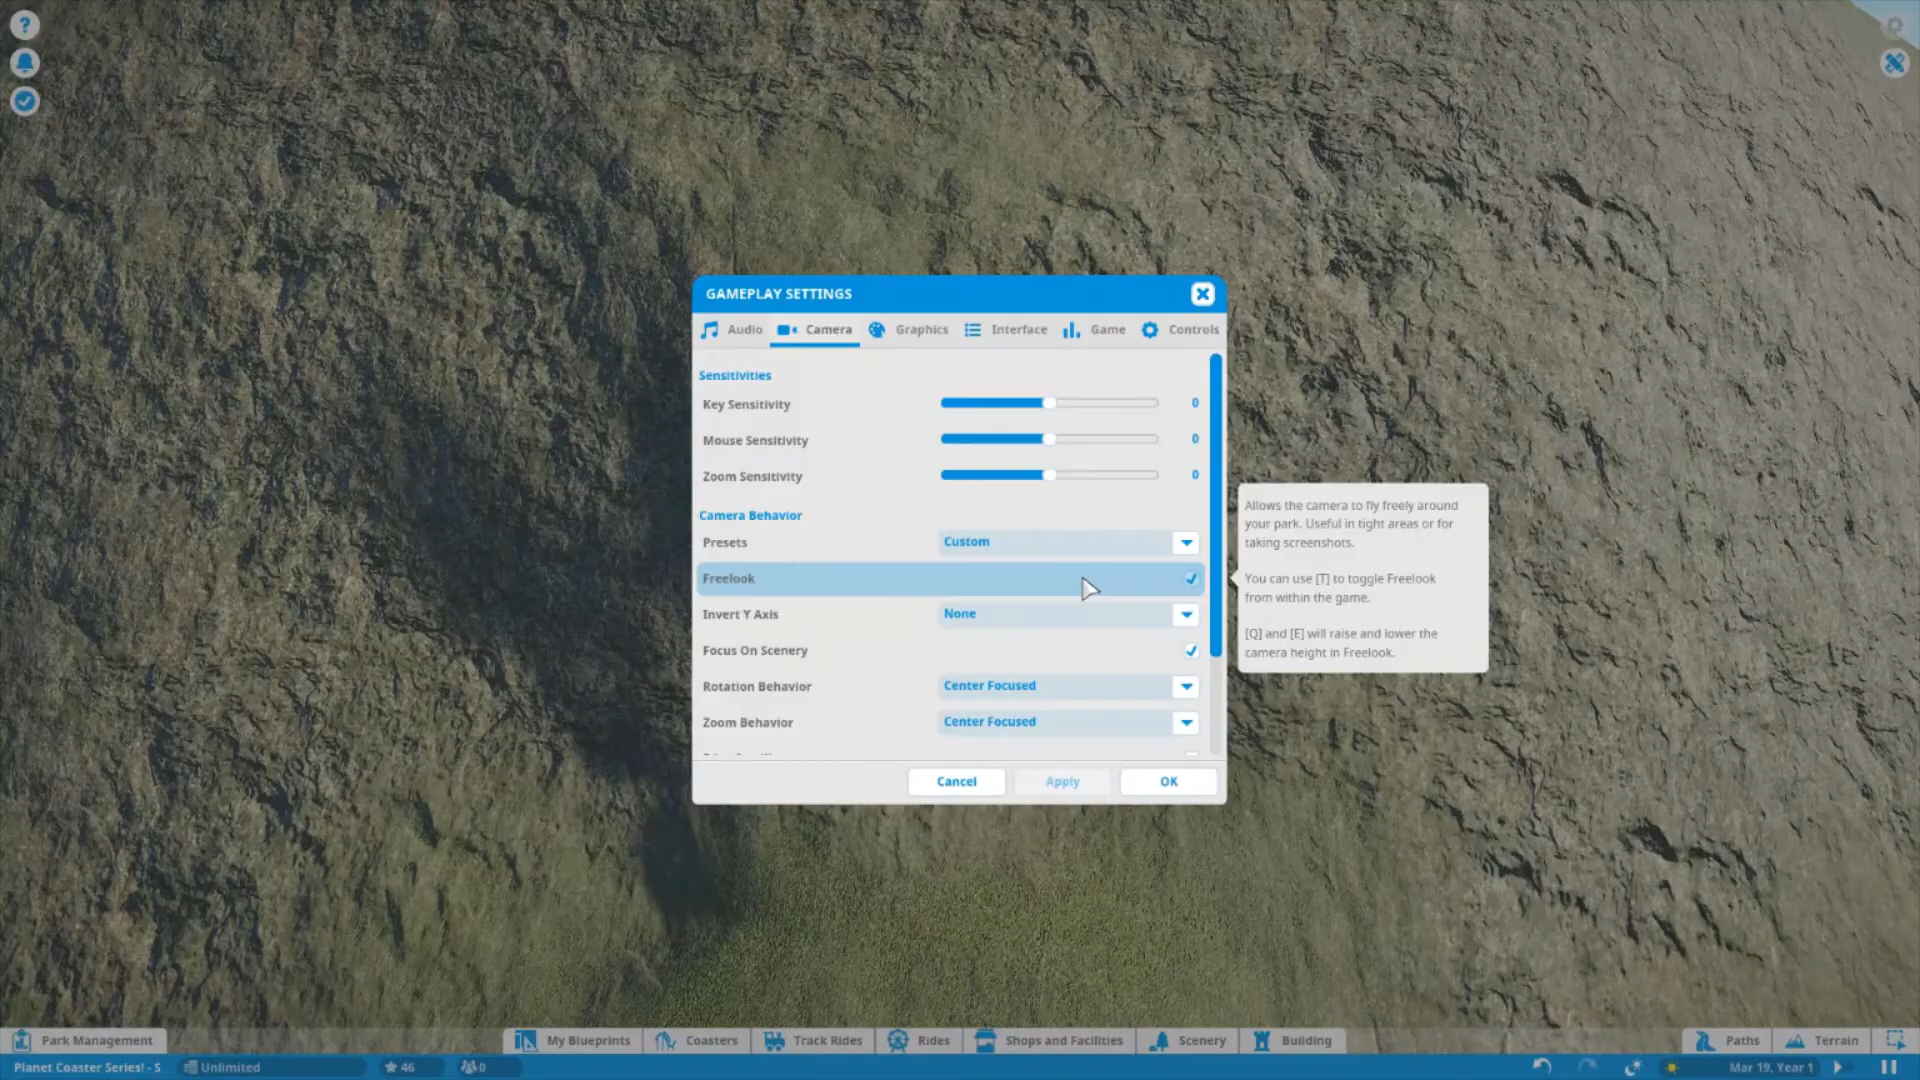 GAMEPLAY SETTINGS
Audio Camera Graphics Interface Game Controls
Sensitivities
Key Sensitivity 0
Mouse Sensitivity 0
Zoom Sensitivity 0
Camera Behavior
Presets Custom
Freelook
Invert Y Axis None
Focus On Scenery
Rotation Behavior Center Focused
Zoom Behavior Center Focused
Cancel Apply OK
Allows the camera to fly freely around
your park. Useful in tight areas or for
taking screenshots.
You can use [T] to toggle Freelook
from within the game.
[Q] and [E] will raise and lower the
camera height in Freelook.
Park Management My Blueprints Coasters Track Rides Rides Shops and Facilities Scenery Building Paths Terrain
Planet Coaster Series! - S Unlimited 46 0 Mar 19, Year 1